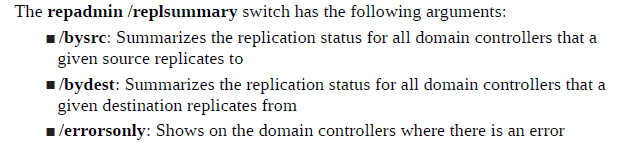 The repadmin /replsummary switch has the following arguments:
■ /bysrc: Summarizes the replication status for all domain controllers that a
given source replicates to
■ /bydest: Summarizes the replication status for all domain controllers that a
given destination replicates from
■ /errorsonly: Shows on the domain controllers where there is an error